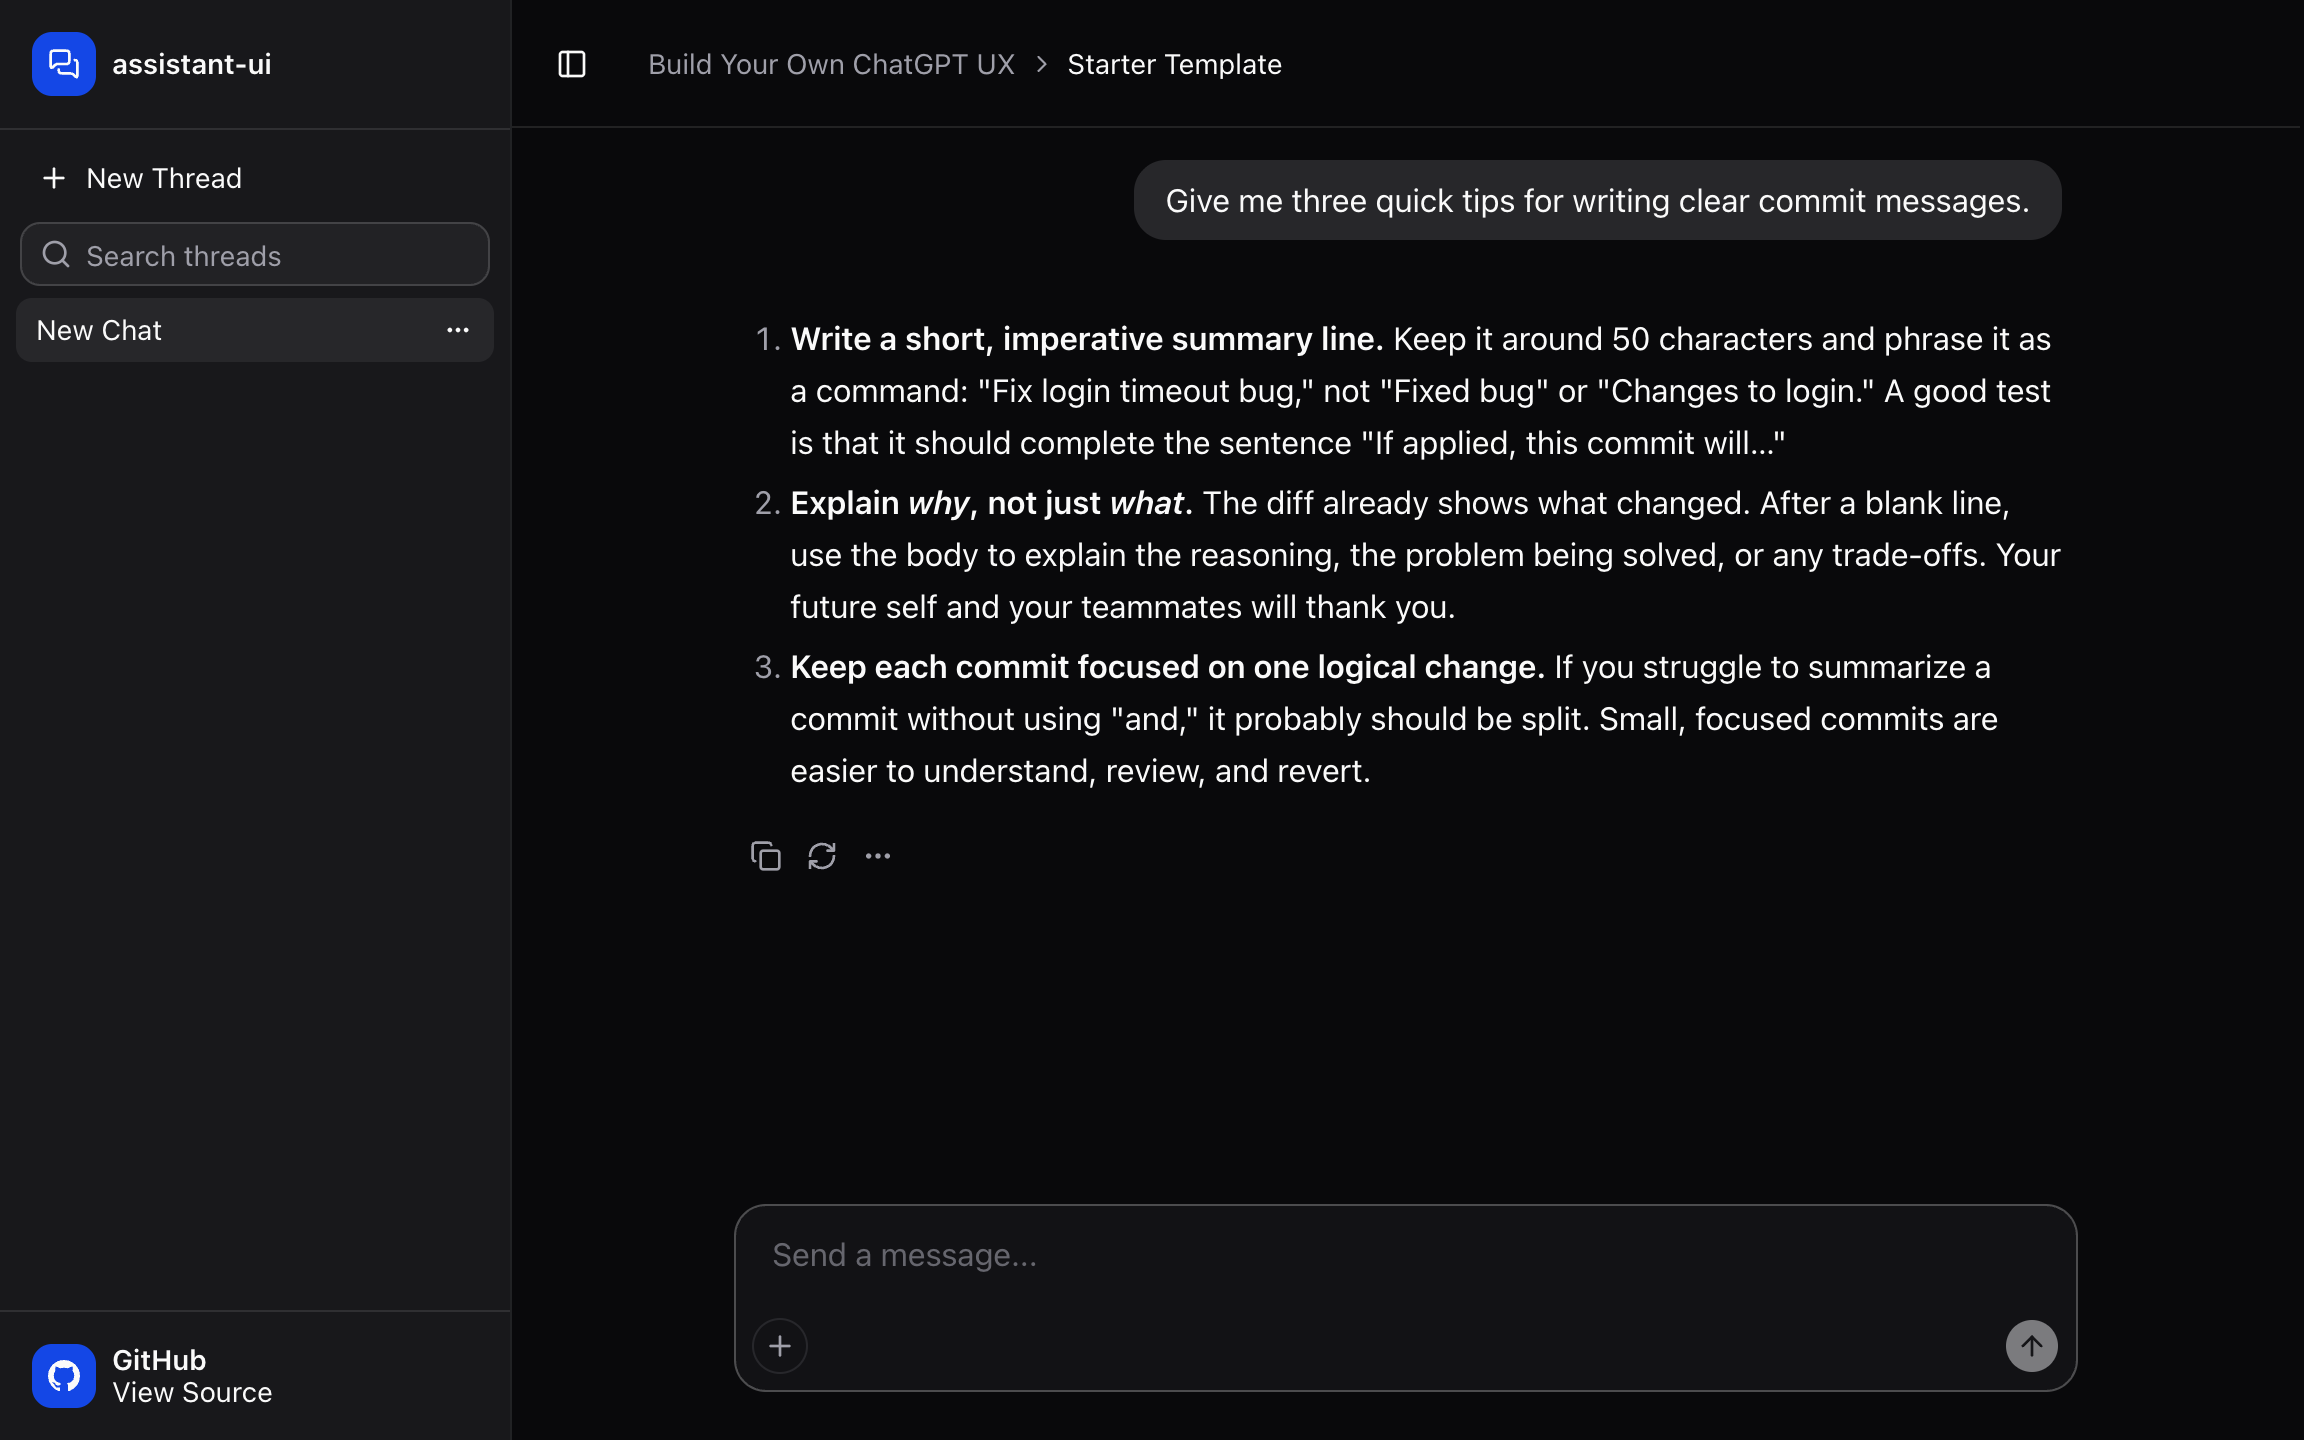 assistant-ui
New Thread
Search threads
New Chat
GitHub
View Source
Build Your Own ChatGPT UX > Starter Template
Give me three quick tips for writing clear commit messages.
1. Write a short, imperative summary line. Keep it around 50 characters and phrase it as
a command: "Fix login timeout bug," not "Fixed bug" or "Changes to login." A good test
is that it should complete the sentence "If applied, this commit will..."
2. Explain why, not just what. The diff already shows what changed. After a blank line,
use the body to explain the reasoning, the problem being solved, or any trade-offs. Your
future self and your teammates will thank you.
3. Keep each commit focused on one logical change. If you struggle to summarize a
commit without using "and," it probably should be split. Small, focused commits are
easier to understand, review, and revert.
Send a message...